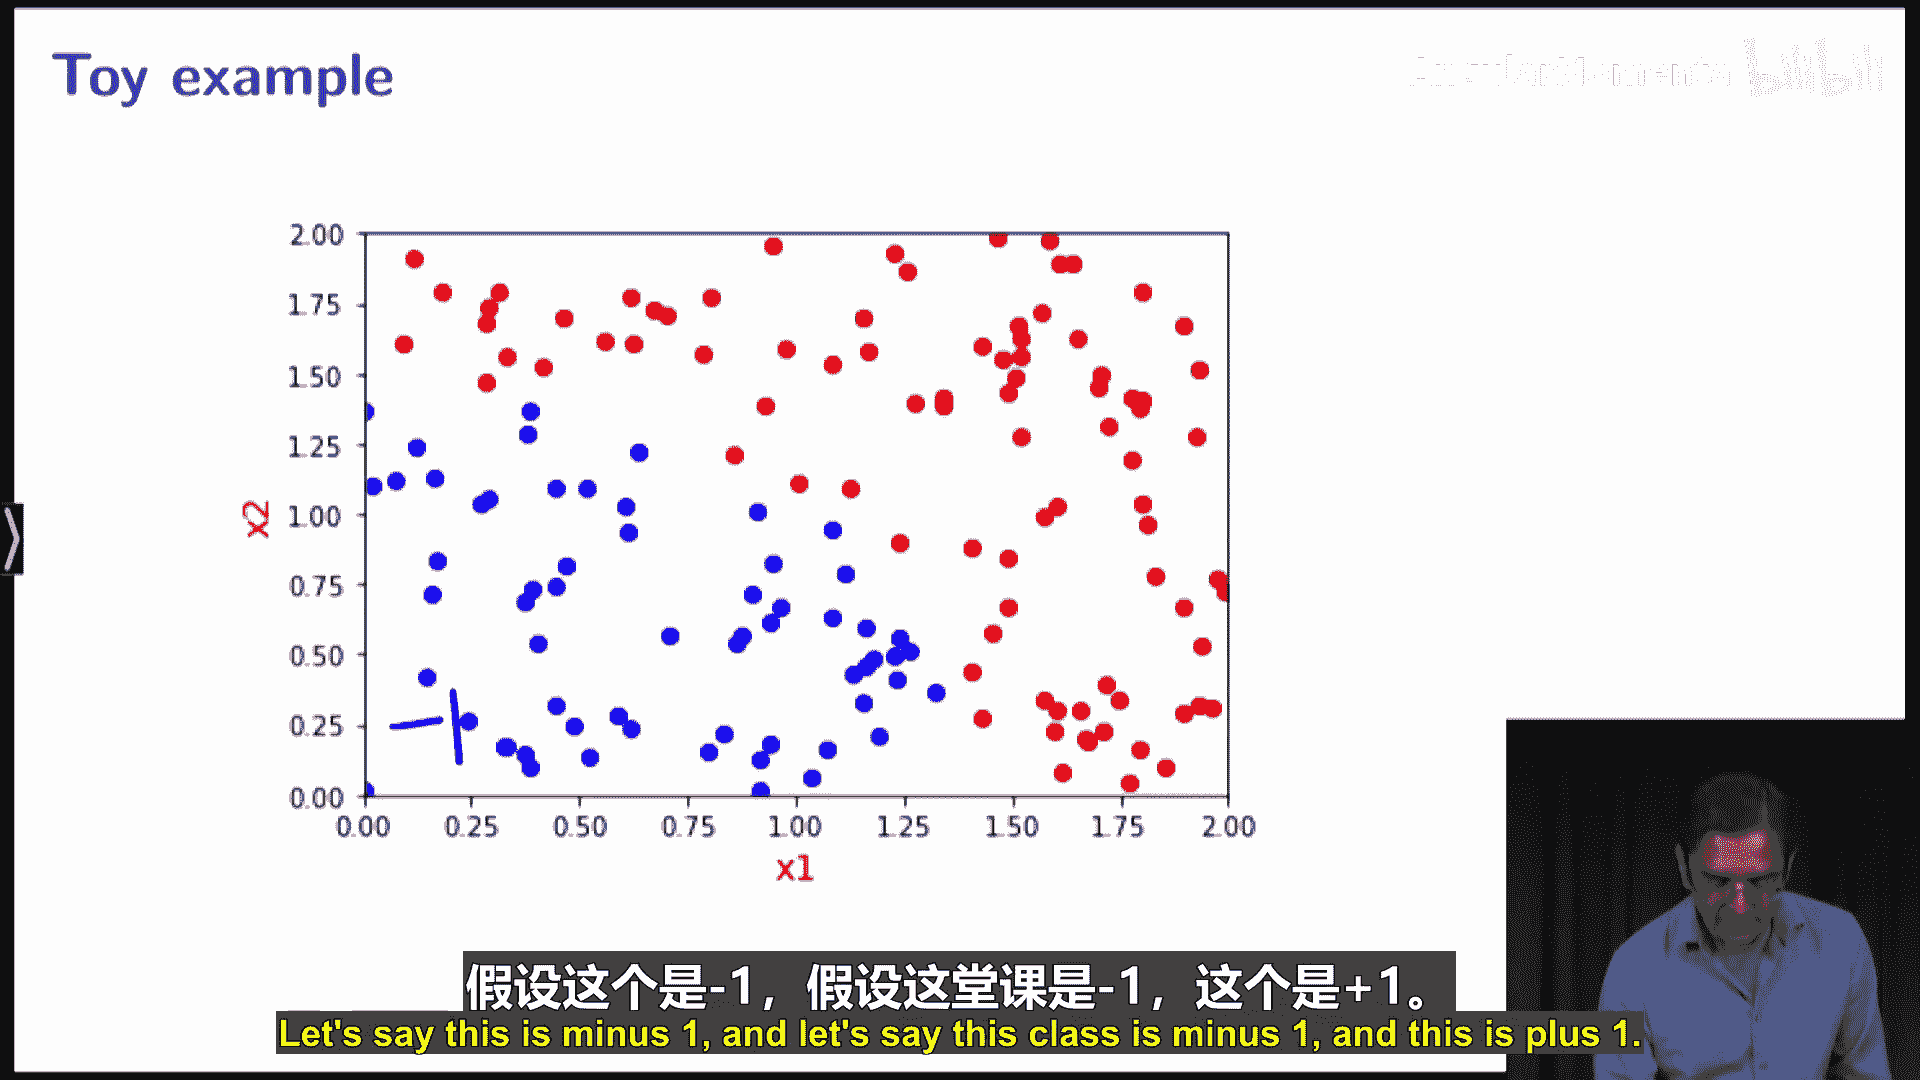 Toy example
bilibili
2.00
1.75
1.50
1.25
1.00
0.75
0.50
0.25
0.00
x2
-1
0.00 0.25 0.50 0.75 1.00 1.25 1.50 1.75 2.00
x1
假设这个是-1，假设这堂课是-1，这个是+1。
Let's say this is minus 1, and let's say this class is minus 1, and this is plus 1.